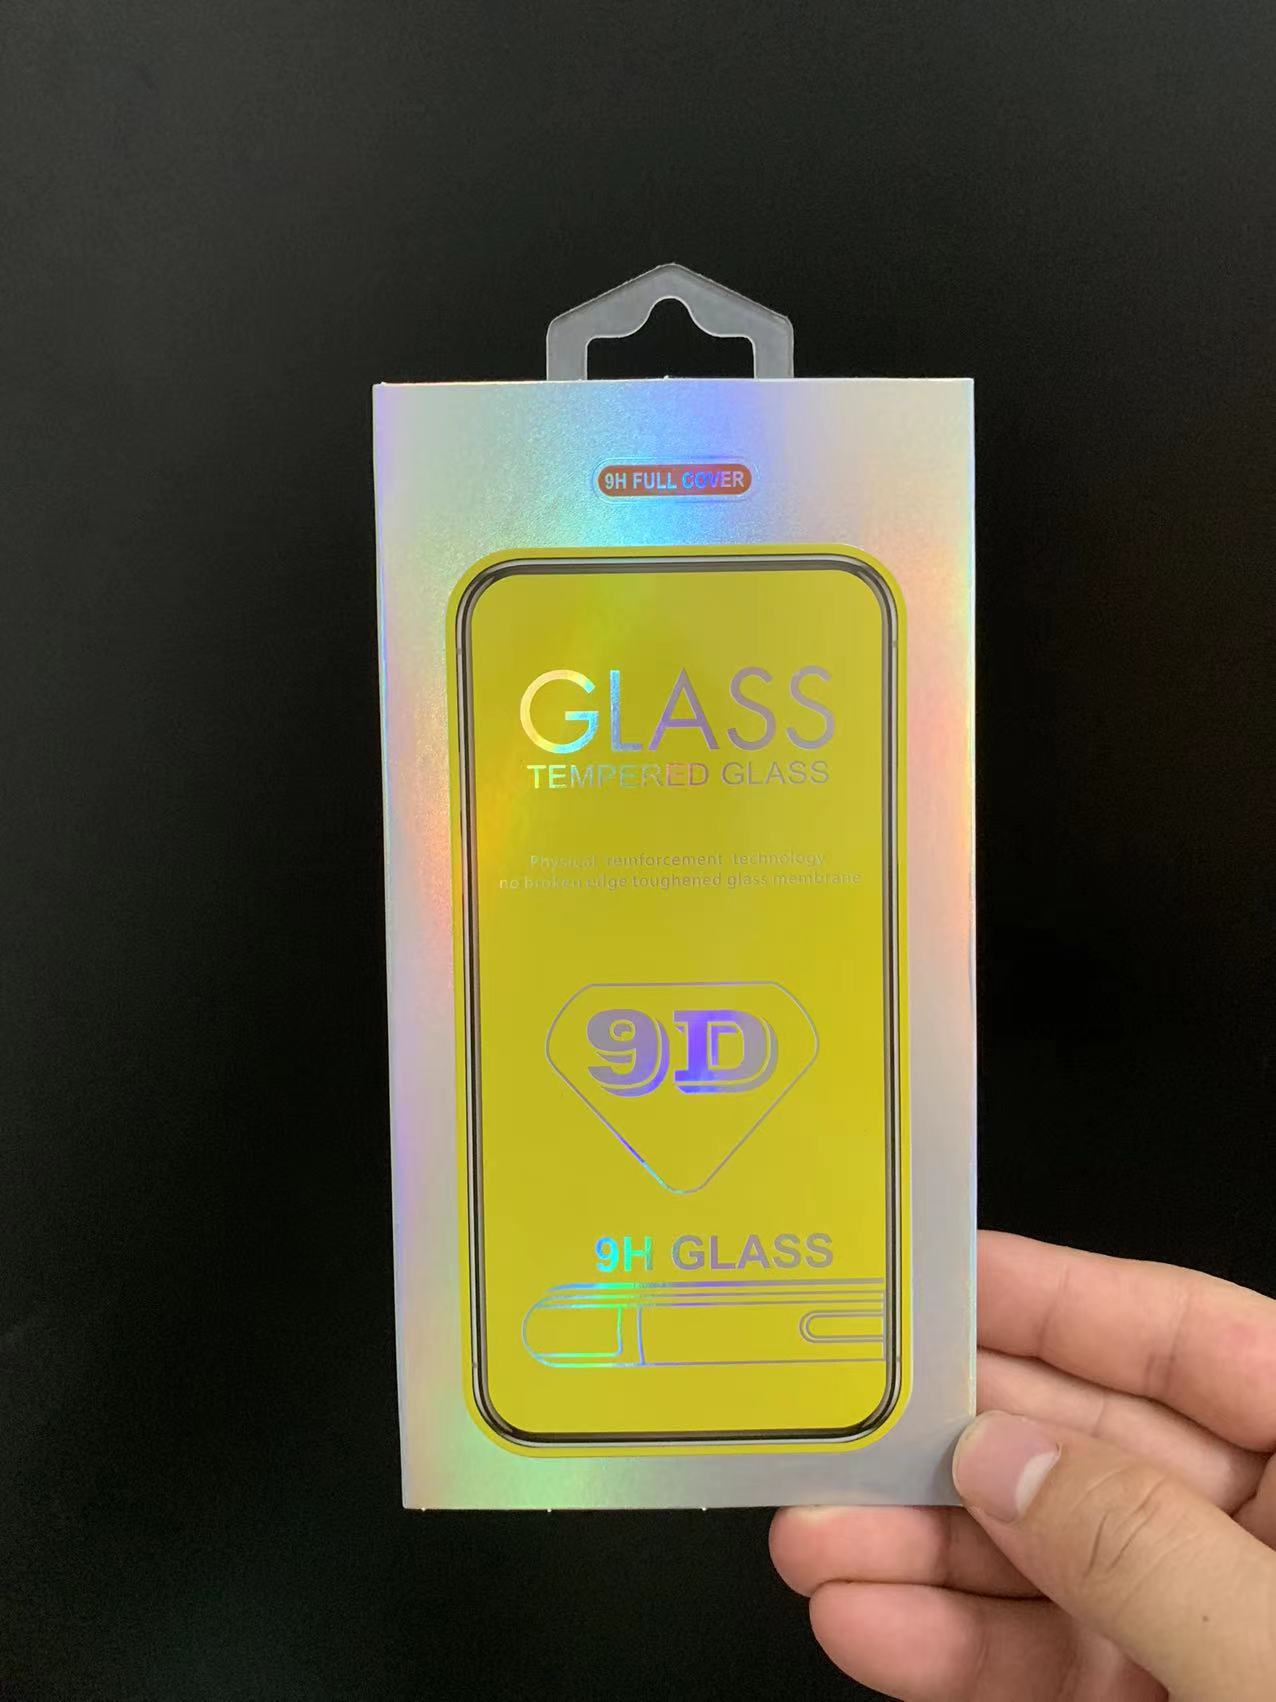 9H FULL COVER
GLASS
TEMPERED GLASS
Physical reinforcement technology
no broken edge toughened glass membrane
9D
9H GLASS